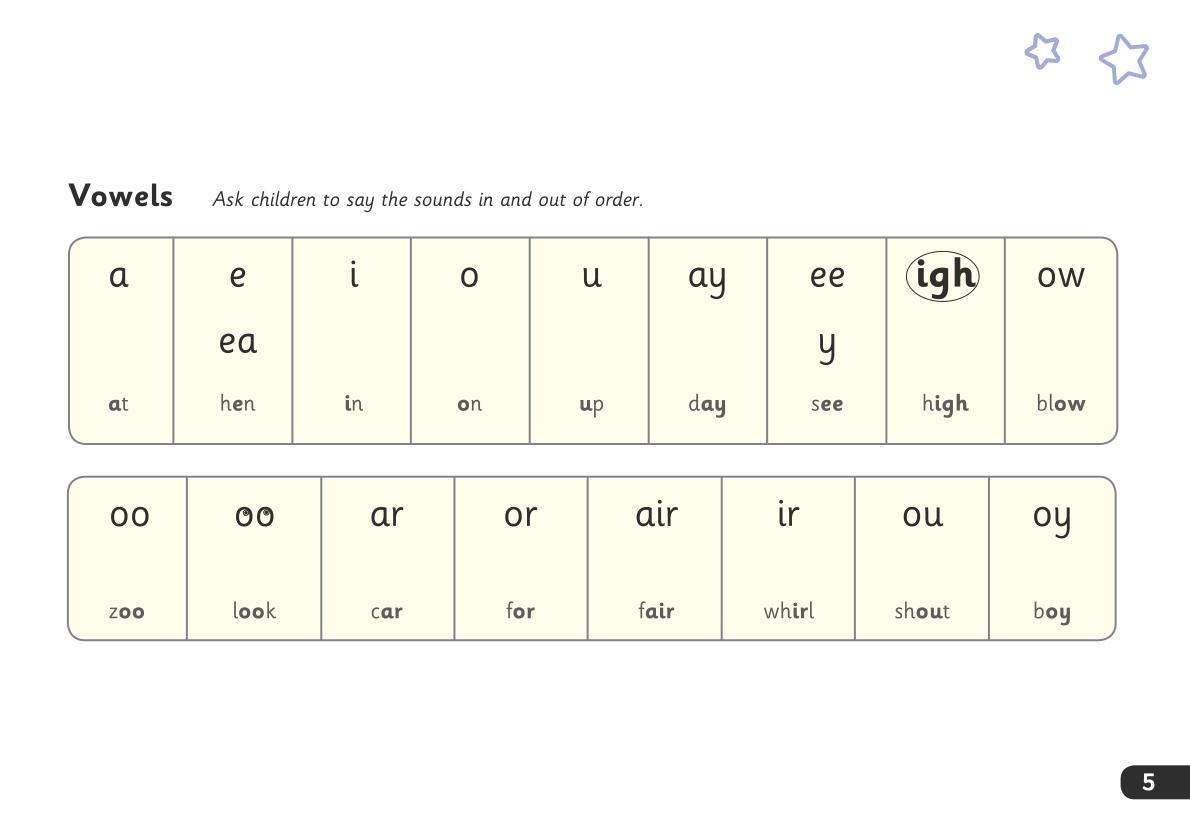 Vowels Ask children to say the sounds in and out of order.
a e i o u ay ee igh ow
ea y
at hen in on up day see high blow
oo oo ar or air ir ou oy
zoo look car for fair whirl shout boy
5